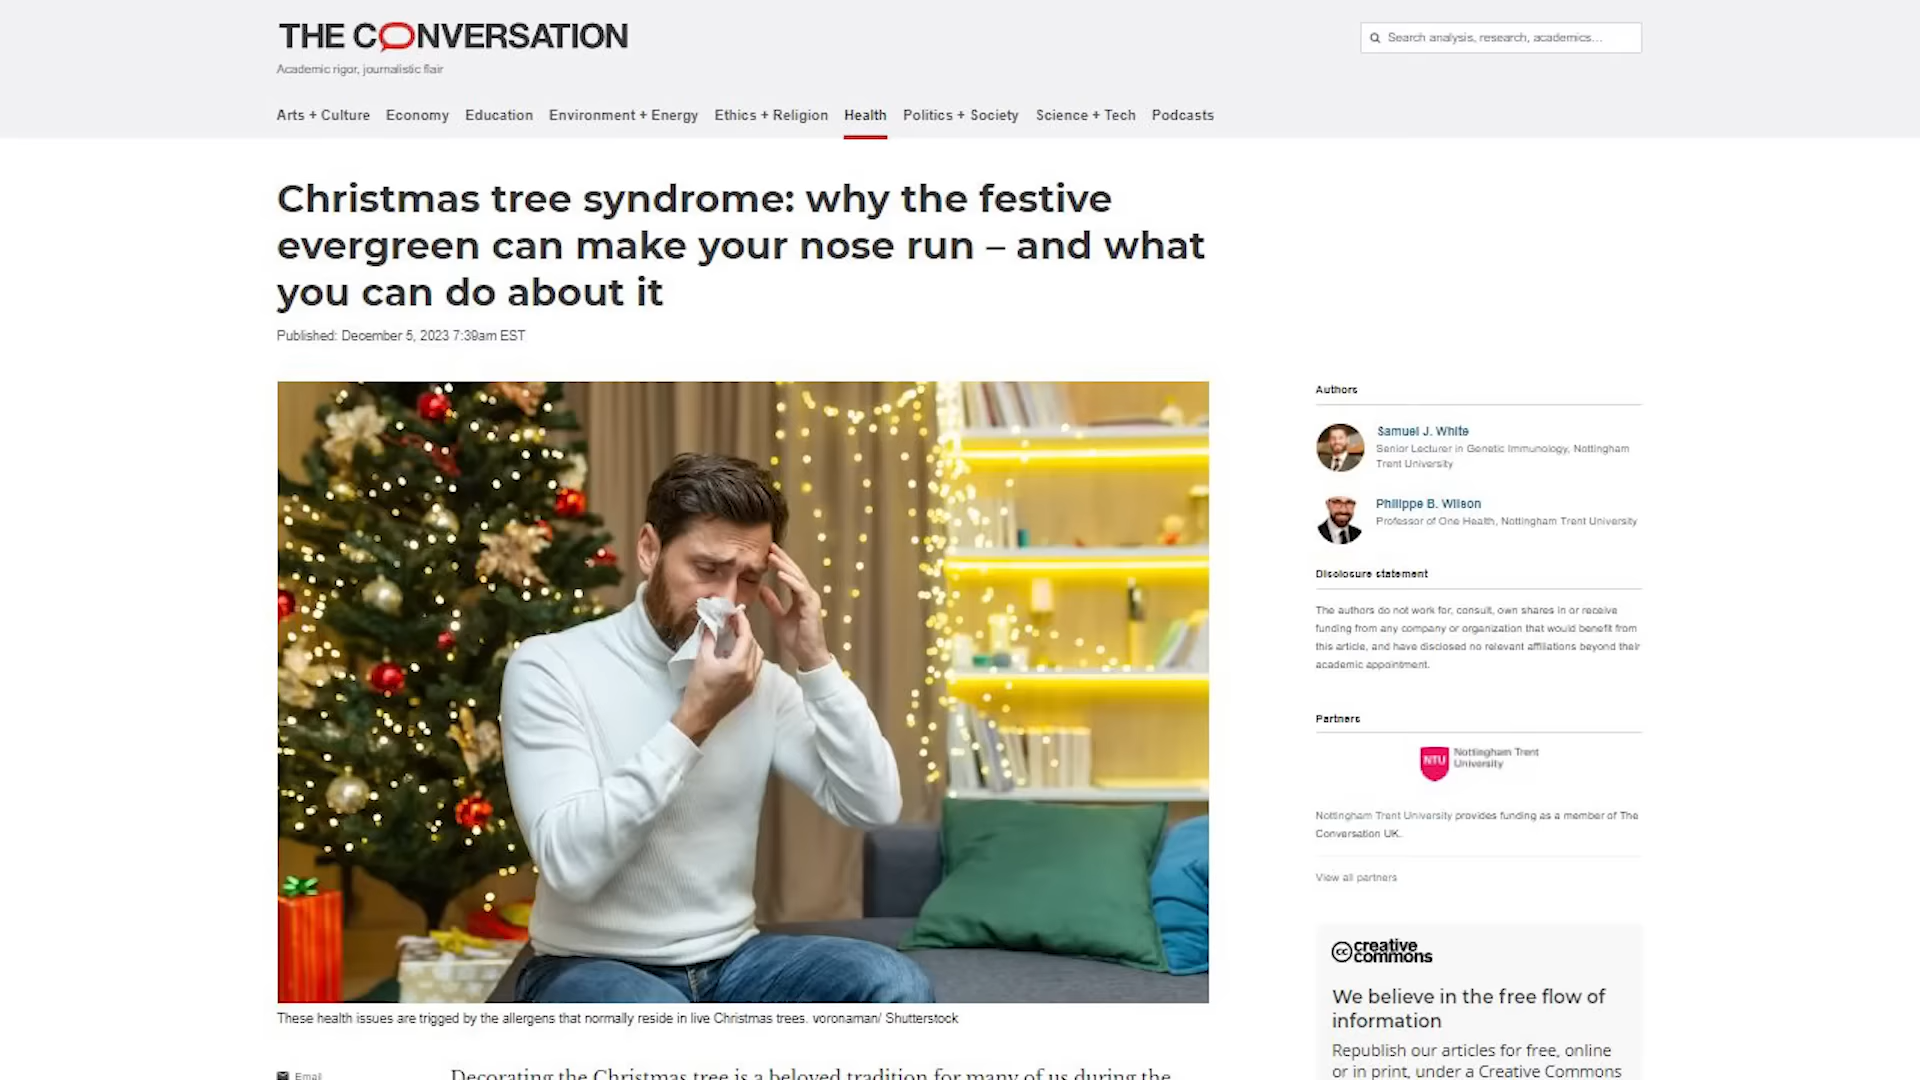 THE CONVERSATION
Academic rigor, journalistic flair
Search analysis, research, academics...
Arts + Culture Economy Education Environment + Energy Ethics + Religion Health Politics + Society Science + Tech Podcasts
Christmas tree syndrome: why the festive
evergreen can make your nose run – and what
you can do about it
Published: December 5, 2023 7:39am EST
These health issues are trigged by the allergens that normally reside in live Christmas trees. voronaman/ Shutterstock
Email
Decorating the Christmas tree is a beloved tradition for many of us during the
Authors
Samuel J. White
Senior Lecturer in Genetic Immunology, Nottingham
Trent University
Philippe B. Wilson
Professor of One Health, Nottingham Trent University
Disclosure statement
The authors do not work for, consult, own shares in or receive
funding from any company or organization that would benefit from
this article, and have disclosed no relevant affiliations beyond their
academic appointment.
Partners
NTU
Nottingham Trent
University
Nottingham Trent University provides funding as a member of The
Conversation UK.
View all partners
cc creative
commons
We believe in the free flow of
information
Republish our articles for free, online
or in print, under a Creative Commons